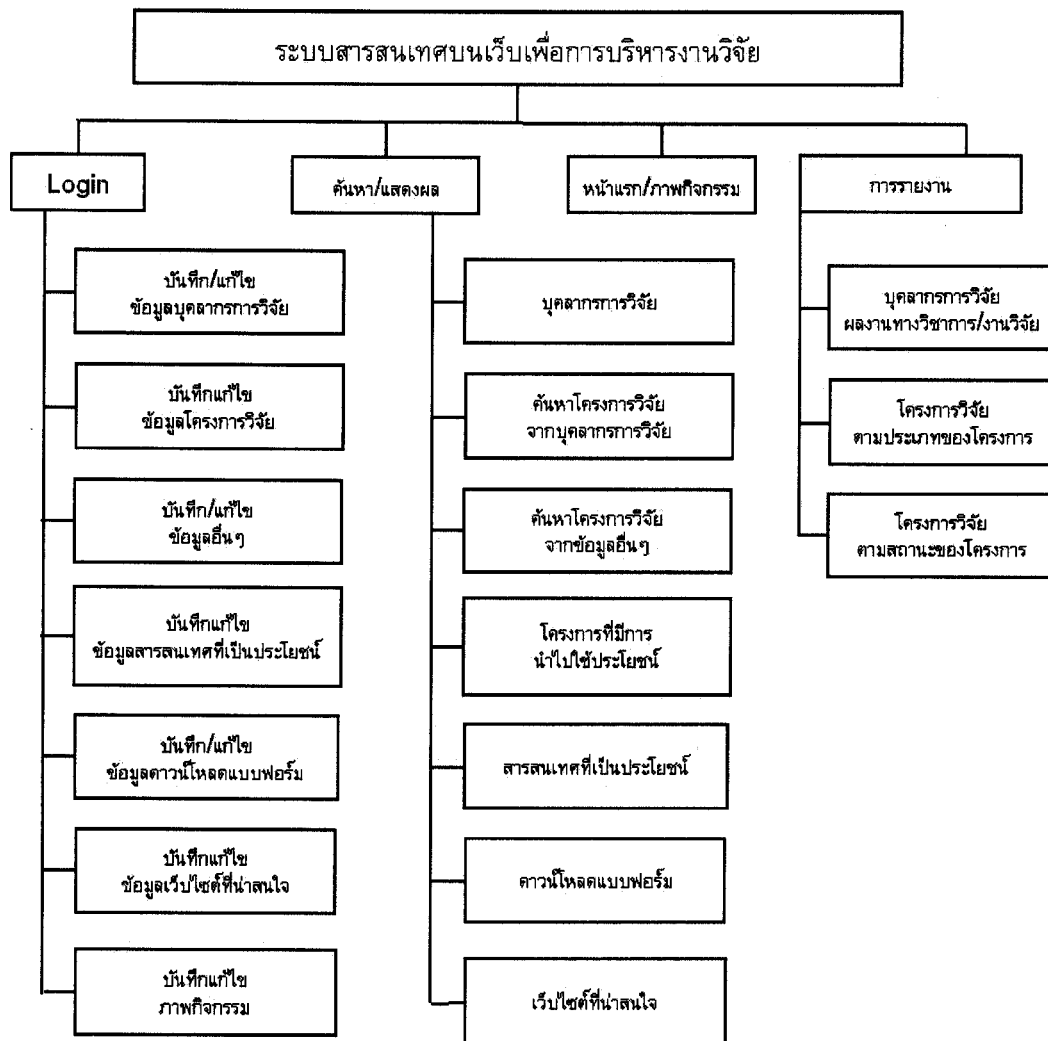 ระบบสารสนเทศบนเว็บเพื่อการบริหารงานวิจัย
Login
ค้นหา/แสดงผล
หน้าแรก/ภาพกิจกรรม
การรายงาน
บันทึก/แก้ไข
ข้อมูลบุคลากรการวิจัย
บันทึกแก้ไข
ข้อมูลโครงการวิจัย
บันทึก/แก้ไข
ข้อมูลอื่นๆ
บันทึกแก้ไข
ข้อมูลสารสนเทศที่เป็นประโยชน์
บันทึก/แก้ไข
ข้อมูลดาวน์โหลดแบบฟอร์ม
บันทึกแก้ไข
ข้อมูลเว็บไซต์ที่น่าสนใจ
บันทึกแก้ไข
ภาพกิจกรรม
บุคลากรการวิจัย
ค้นหาโครงการวิจัย
จากบุคลากรการวิจัย
ค้นหาโครงการวิจัย
จากข้อมูลอื่นๆ
โครงการที่มีการ
นำไปใช้ประโยชน์
สารสนเทศที่เป็นประโยชน์
ดาวน์โหลดแบบฟอร์ม
เว็บไซต์ที่น่าสนใจ
บุคลากรการวิจัย
ผลงานทางวิชาการ/งานวิจัย
โครงการวิจัย
ตามประเภทของโครงการ
โครงการวิจัย
ตามสถานะของโครงการ